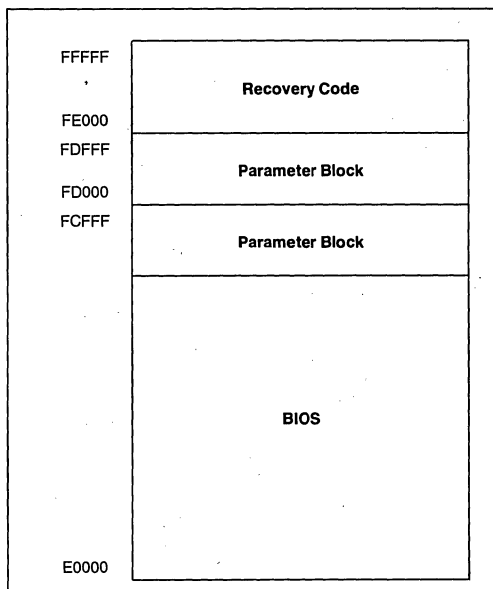 FFFFF
Recovery Code
FE000
FDFFF
Parameter Block
FD000
FCFFF
Parameter Block
BIOS
E0000